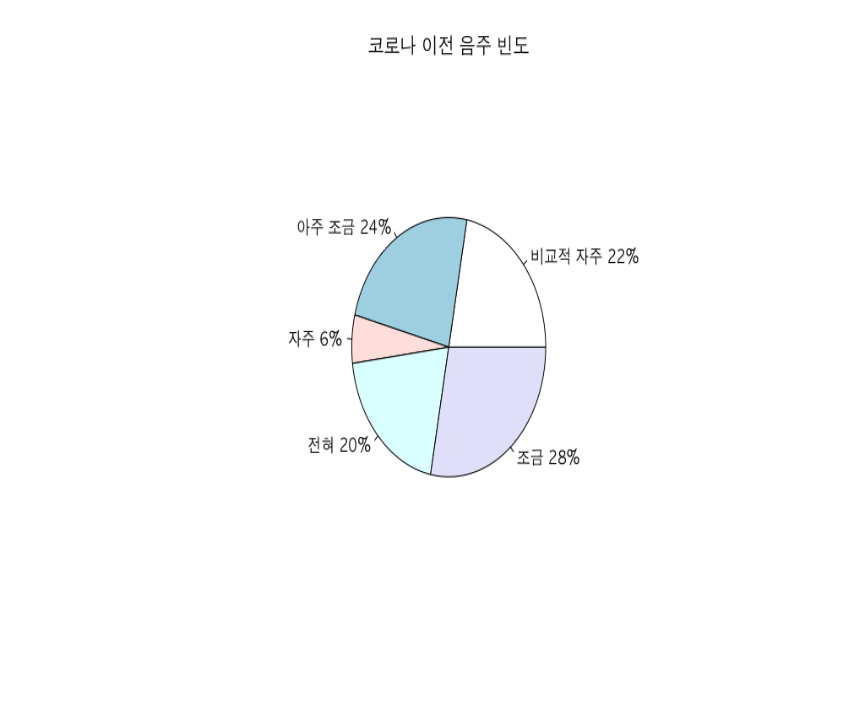 코로나 이전 음주 빈도
아주 조금 24%
비교적 자주 22%
자주 6%
전혀 20%
조금 28%